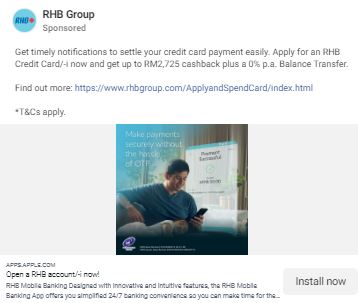 RHB Group
Sponsored
Get timely notifications to settle your credit card payment easily. Apply for an RHB
Credit Card/-i now and get up to RM2,725 cashback plus a 0% p.a. Balance Transfer.
Find out more: https://www.rhbgroup.com/ApplyandSpendCard/index.html
*T&Cs apply.
Make payments
securely without
the hassle
of OTP.
Payment
Successful
APPS.APPLE.COM
Open a RHB account/-i now!
RHB Mobile Banking Designed with Innovative and Intuitive features, the RHB Mobile
Banking App offers you simplified 24/7 banking convenience so you can make time for the...
Install now